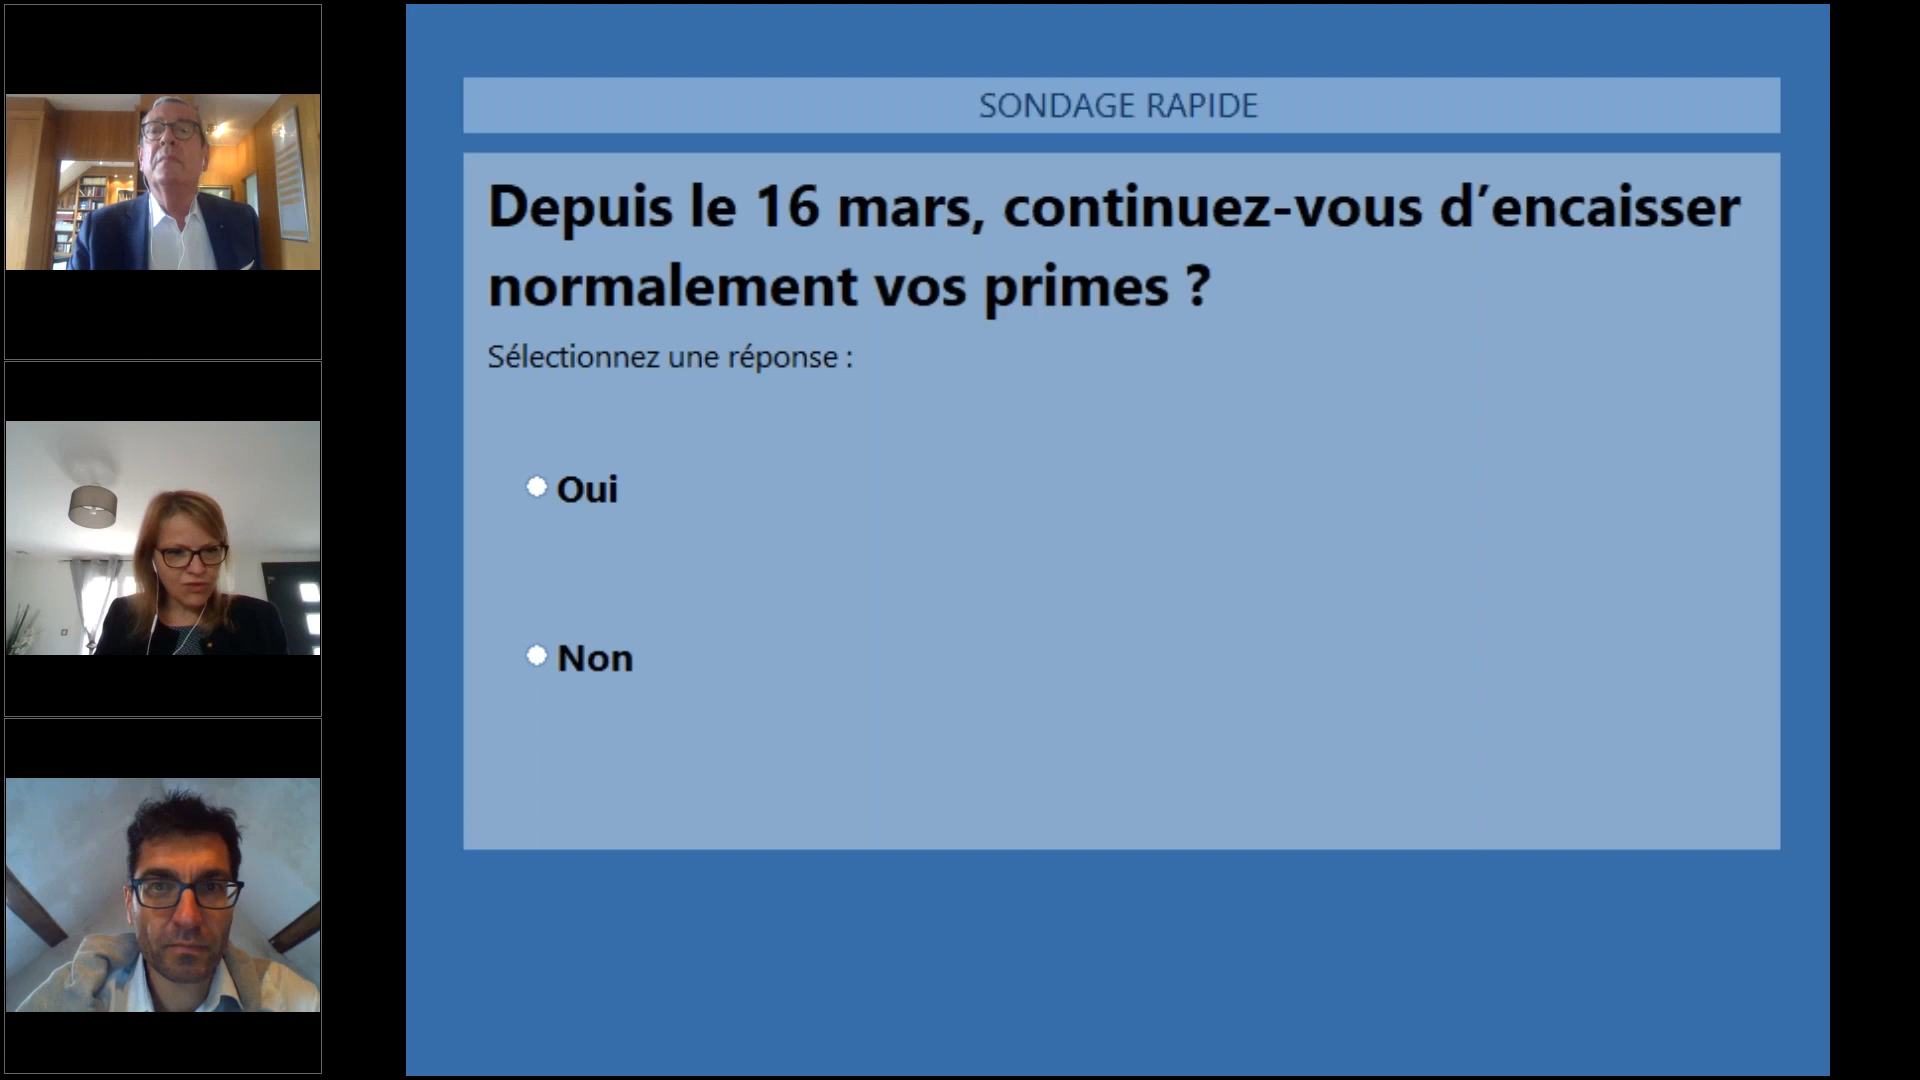 SONDAGE RAPIDE
Depuis le 16 mars, continuez-vous d’encaisser
normalement vos primes ?
Sélectionnez une réponse :
Oui
Non